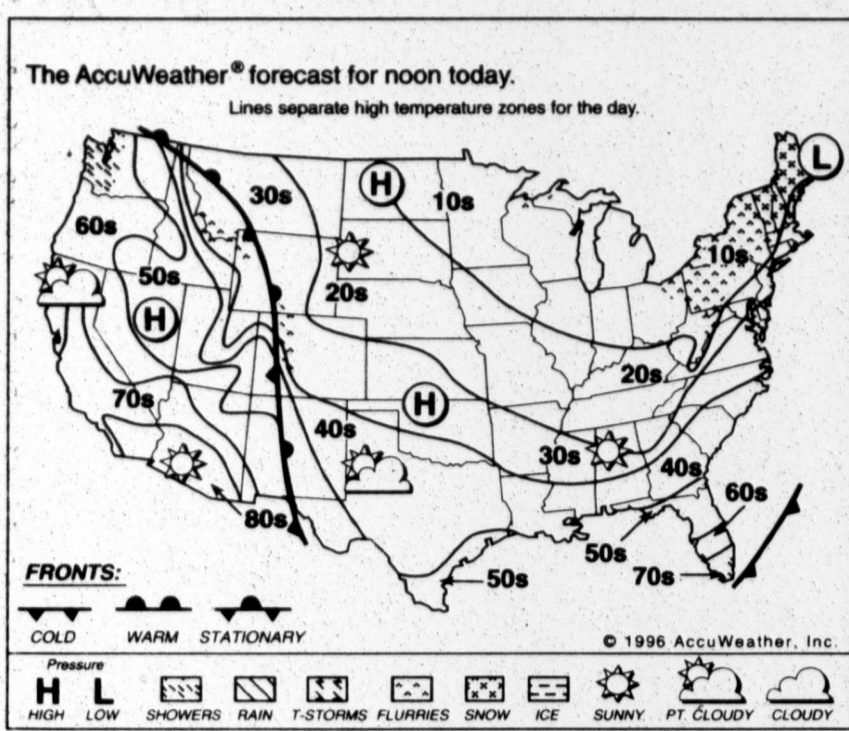 The AccuWeather® forecast for noon today.
Lines separate high temperature zones for the day.
L
H
30s
10s
60s
10s
50s
20s
H
20s
70s
H
40s
30s
40s
80s
60s
50s
50s
70s
FRONTS:
COLD WARM STATIONARY
© 1996 AccuWeather, Inc.
Pressure
H L
HIGH LOW SHOWERS RAIN T-STORMS FLURRIES SNOW ICE SUNNY PT. CLOUDY CLOUDY